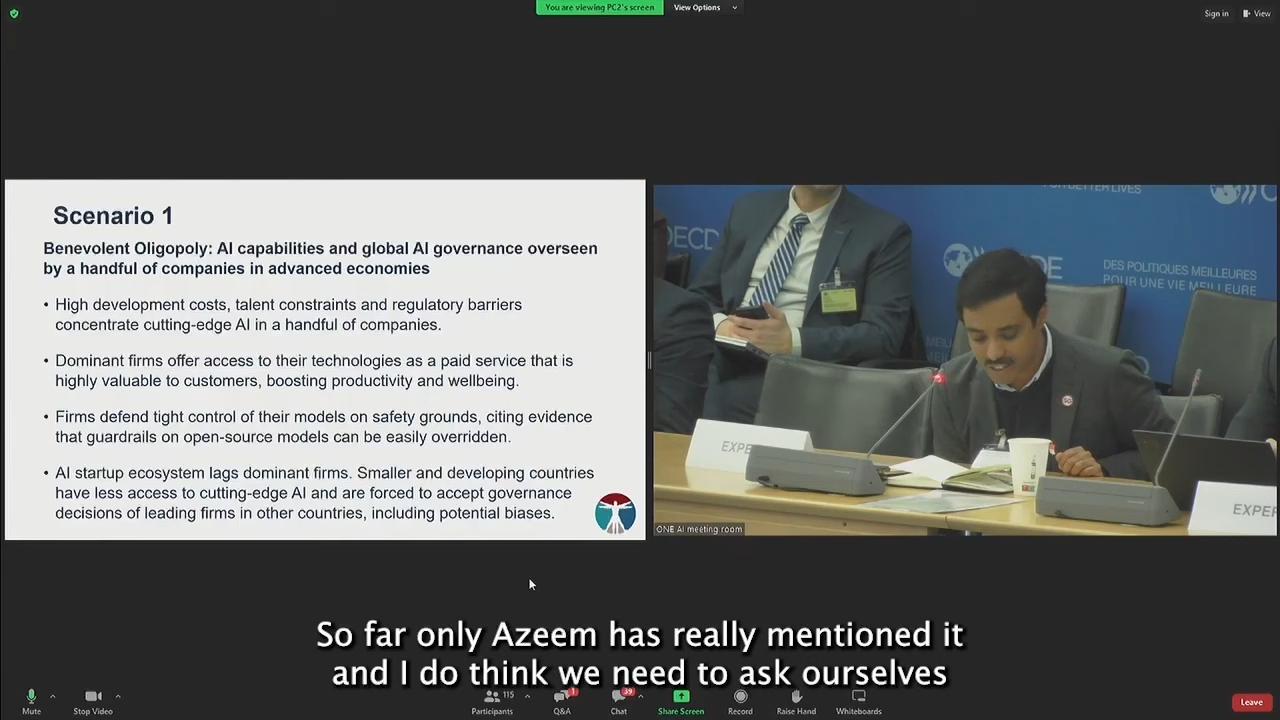 You are viewing PC2's screen
View Options
Sign in
View
Scenario 1
Benevolent Oligopoly: AI capabilities and global AI governance overseen
by a handful of companies in advanced economies
• High development costs, talent constraints and regulatory barriers
concentrate cutting-edge AI in a handful of companies.
• Dominant firms offer access to their technologies as a paid service that is
highly valuable to customers, boosting productivity and wellbeing.
• Firms defend tight control of their models on safety grounds, citing evidence
that guardrails on open-source models can be easily overridden.
• AI startup ecosystem lags dominant firms. Smaller and developing countries
have less access to cutting-edge AI and are forced to accept governance
decisions of leading firms in other countries, including potential biases.
FOR BETTER LIVES
OECD
DES POLITIQUES MEILLEURES
POUR UNE VIE MEILLEURE
EXPER
EXPER
ONE AI meeting room
So far only Azeem has really mentioned it
and I do think we need to ask ourselves
Mute
Stop Video
Participants
115
Q&A
1
Chat
39
Share Screen
Record
Raise Hand
Whiteboards
Leave